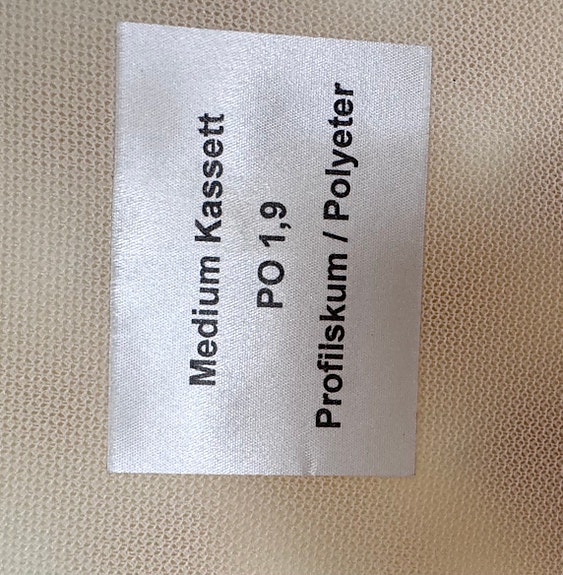 Medium Kassett
PO 1,9
Profilskum / Polyeter